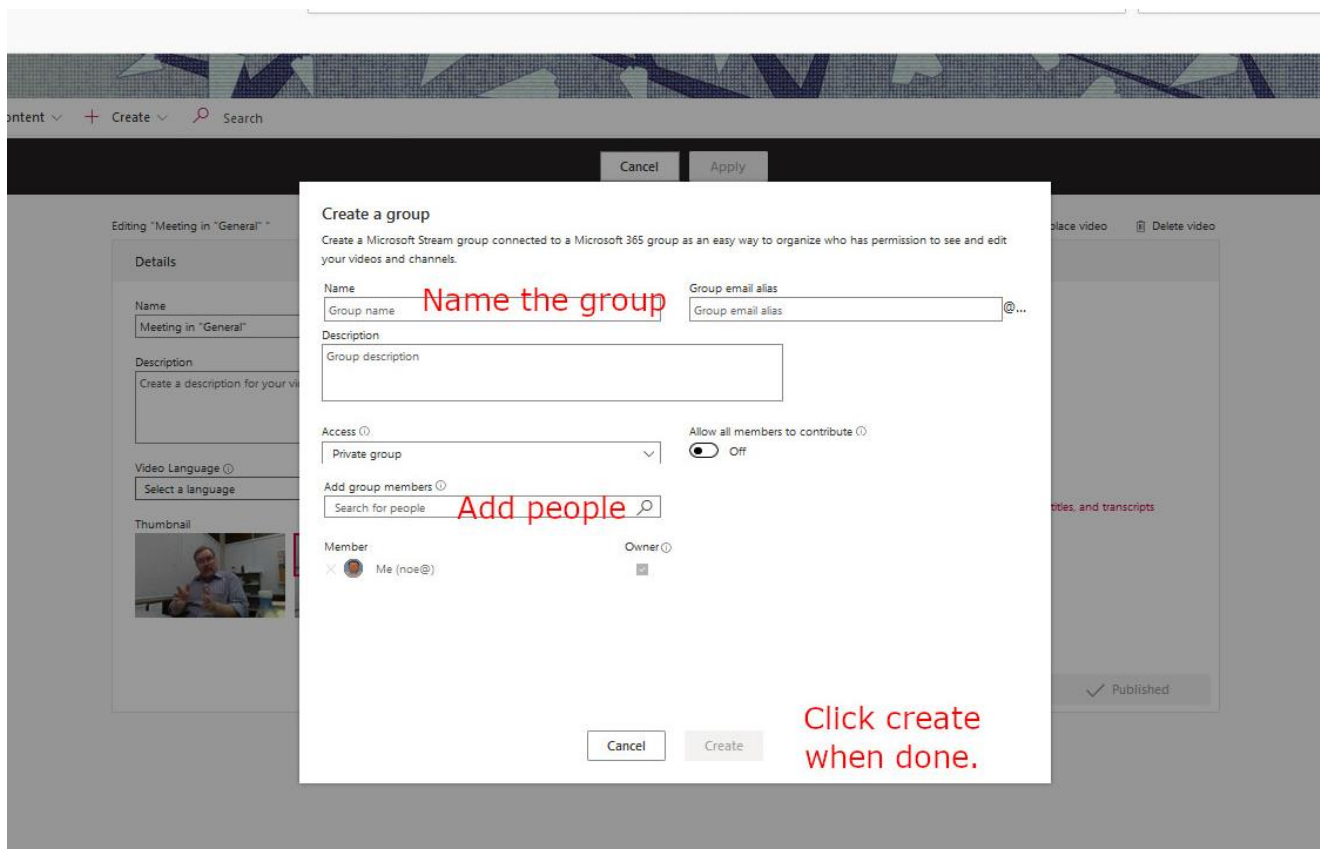 ontent + Create Search
Cancel Apply
Editing "Meeting in "General" "
place video Delete video
Details
Name
Meeting in "General"
Description
Create a description for your vi
Video Language
Select a language
Thumbnail
Create a group
Create a Microsoft Stream group connected to a Microsoft 365 group as an easy way to organize who has permission to see and edit
your videos and channels.
Name
Group name
Name the group
Group email alias
Group email alias @...
Description
Group description
Access
Private group
Allow all members to contribute
Off
Add group members
Search for people
Add people
Member Owner
Me (noe@)
titles, and transcripts
Published
Click create
when done.
Cancel Create